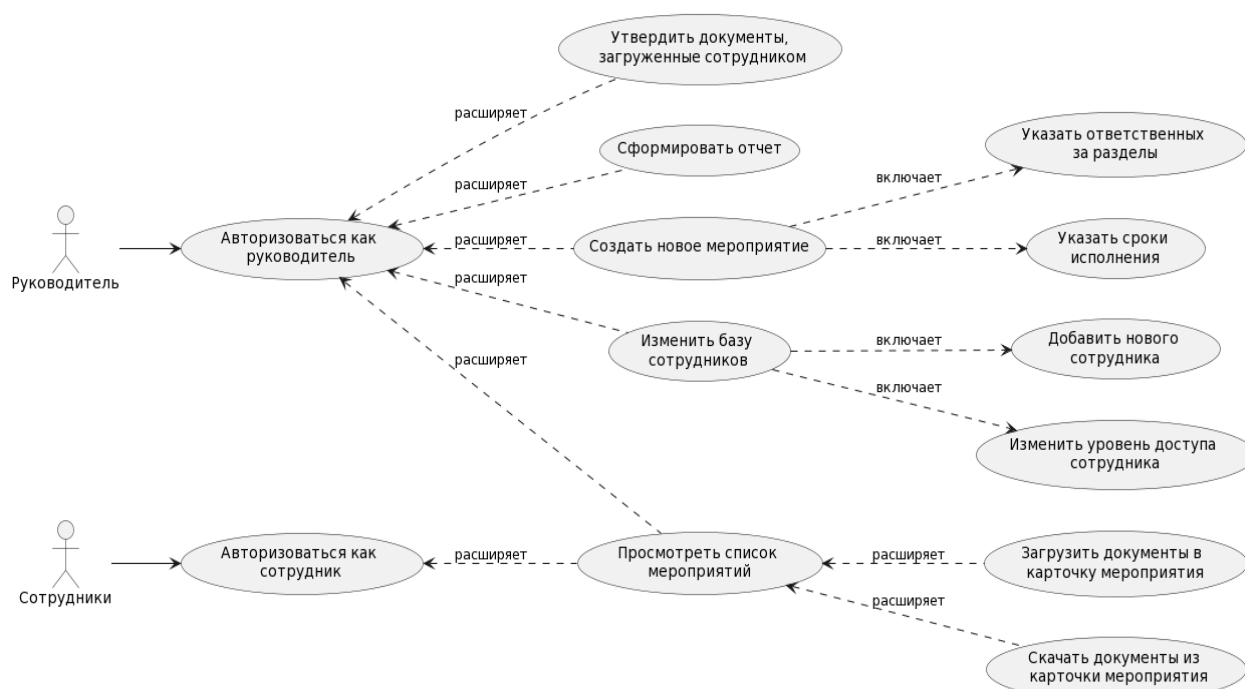 Утвердить документы,
загруженные сотрудником
расширяет
Сформировать отчет
расширяет
Указать ответственных
за разделы
включает
Руководитель
Авторизоваться как
руководитель
расширяет
Создать новое мероприятие
включает
Указать сроки
исполнения
расширяет
Изменить базу
сотрудников
включает
Добавить нового
сотрудника
включает
Изменить уровень доступа
сотрудника
расширяет
Сотрудники
Авторизоваться как
сотрудник
расширяет
Просмотреть список
мероприятий
расширяет
Загрузить документы в
карточку мероприятия
расширяет
Скачать документы из
карточки мероприятия